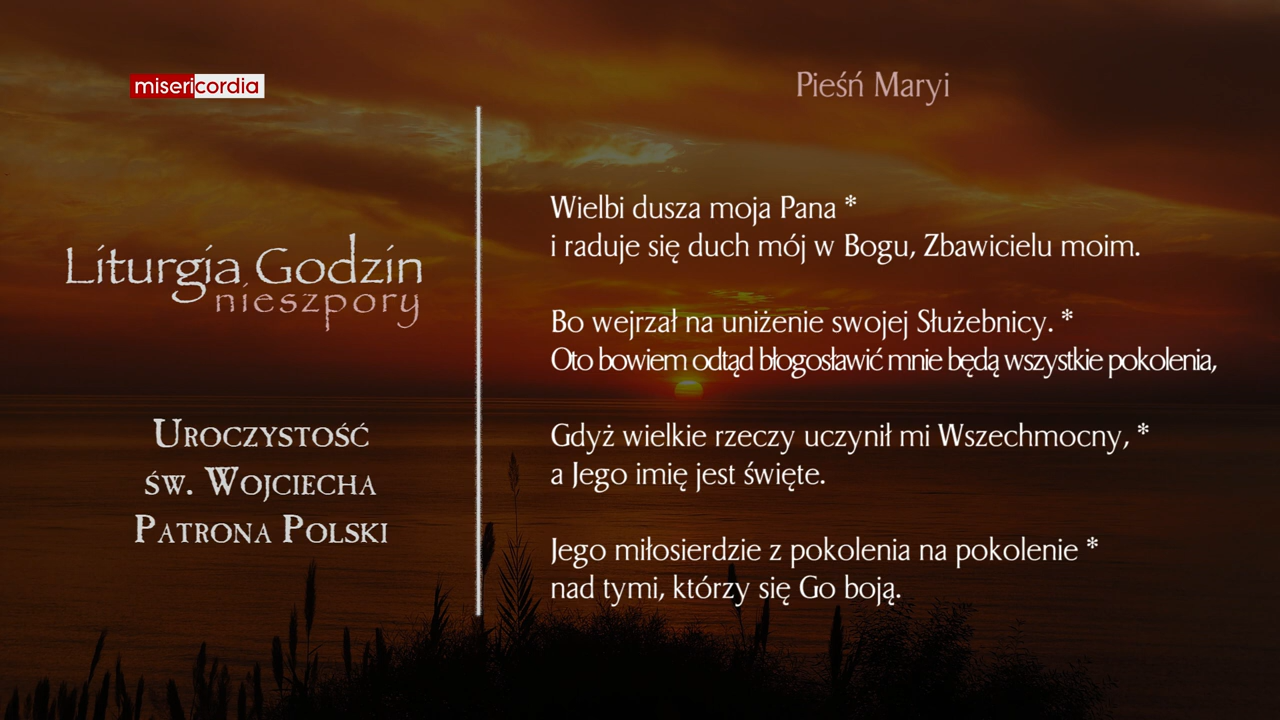 misericordia
Liturgia Godzin
nieszpory
Uroczystość
św. Wojciecha
Patrona Polski
Pieśń Maryi
Wielbi dusza moja Pana *
i raduje się duch mój w Bogu, Zbawicielu moim.
Bo wejrzał na uniżenie swojej Służebnicy. *
Oto bowiem odtąd błogosławić mnie będą wszystkie pokolenia,
Gdyż wielkie rzeczy uczynił mi Wszechmocny, *
a Jego imię jest święte.
Jego miłosierdzie z pokolenia na pokolenie *
nad tymi, którzy się Go boją.